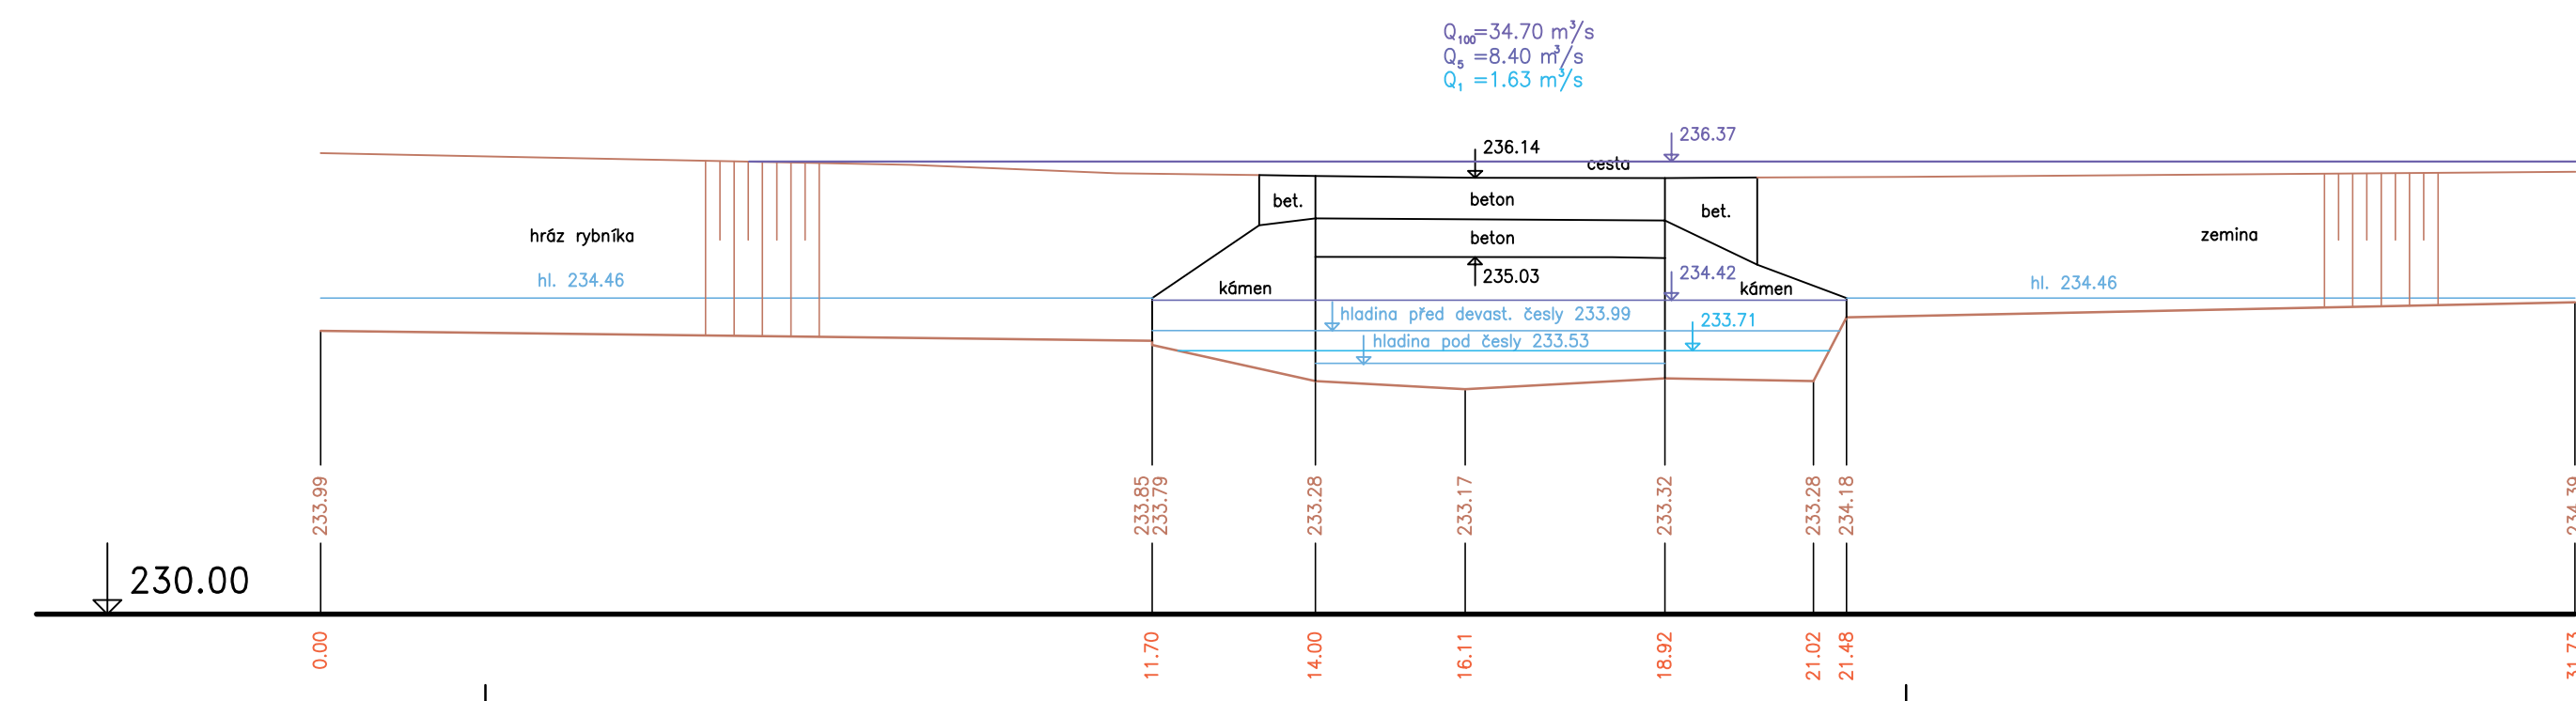 Q100=34.70 m³/s
Q5 =8.40 m³/s
Q1 =1.63 m³/s
236.37
236.14
cesta
bet.
beton
bet.
hráz rybníka
beton
zemina
hl. 234.46
235.03
234.42
hl. 234.46
kámen
kámen
hladina před devast. česly 233.99
233.71
hladina pod česly 233.53
233.99
233.85
233.79
233.28
233.17
233.32
233.28
234.18
234.39
230.00
0.00
11.70
14.00
16.11
18.92
21.02
21.48
31.73